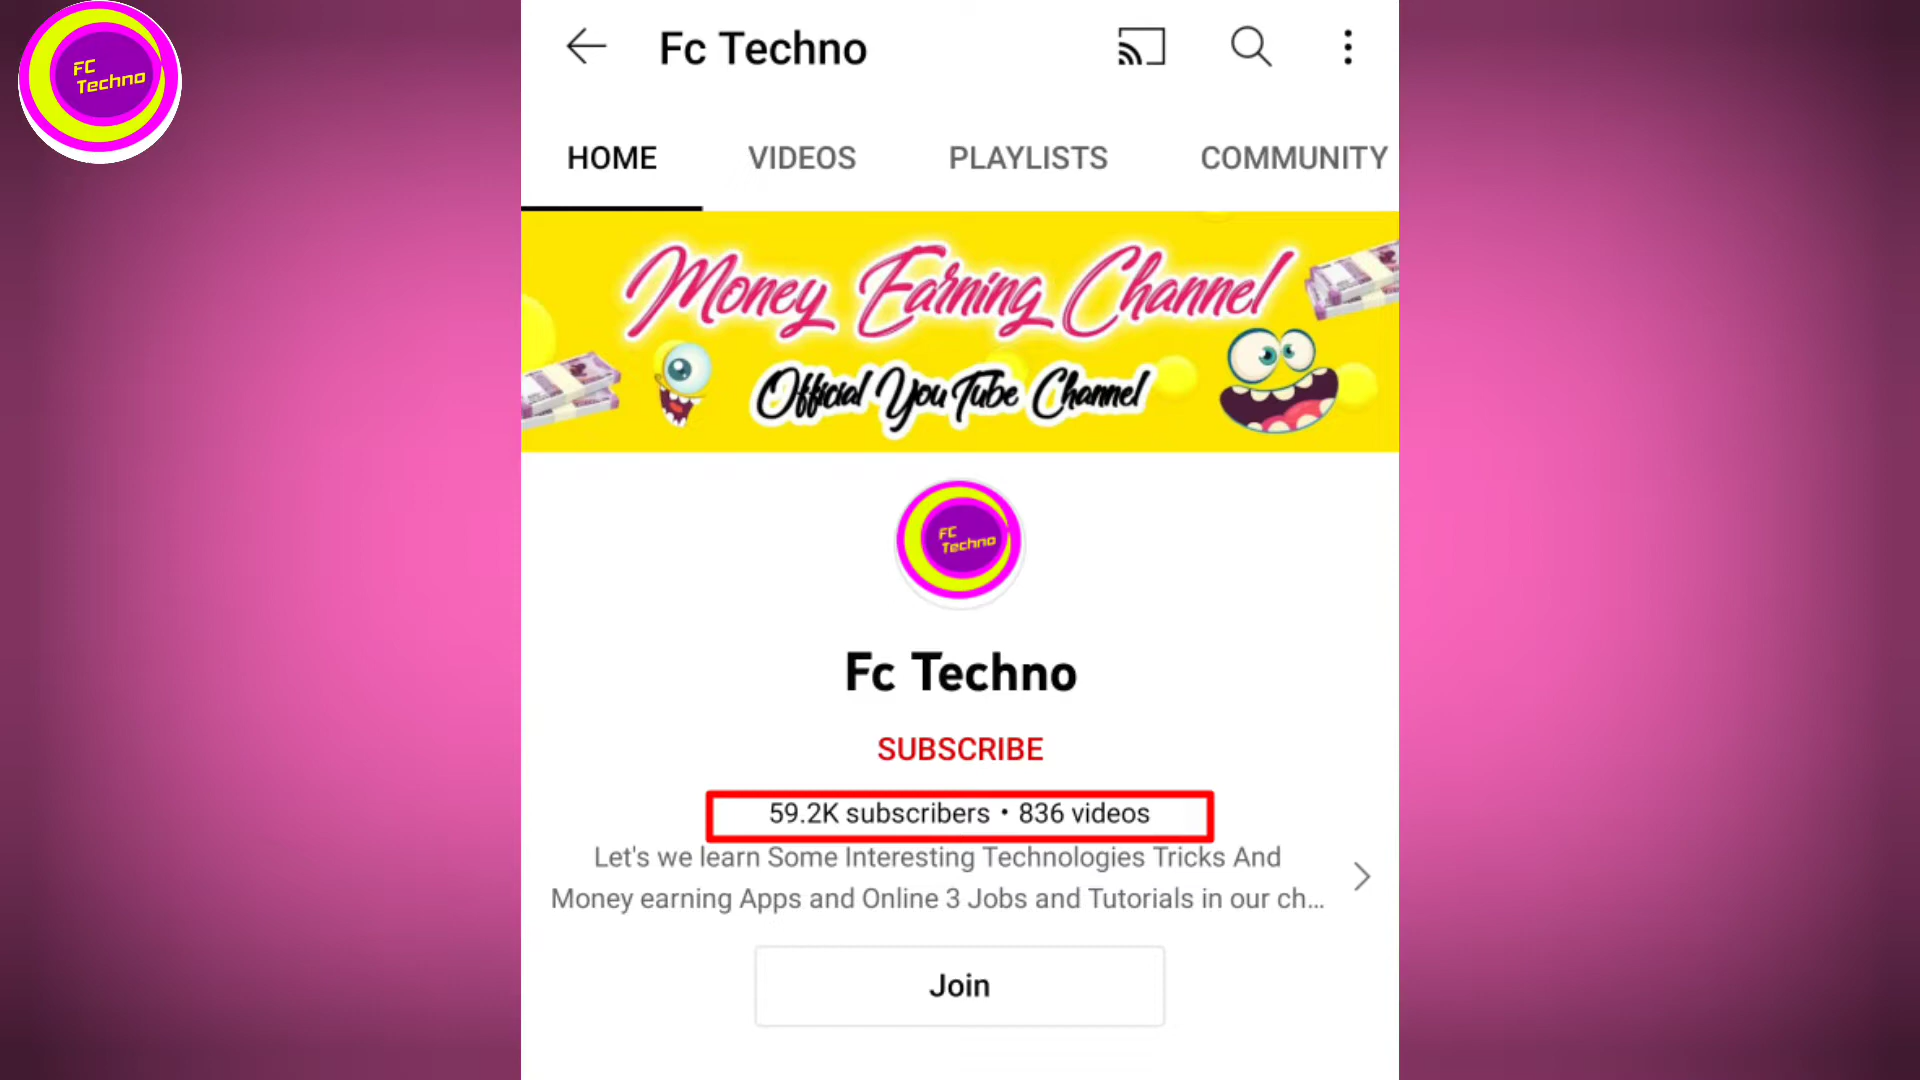 FC
Techno
Fc Techno
HOME VIDEOS PLAYLISTS COMMUNITY
Money Earning Channel
Official YouTube Channel
FC
Techno
Fc Techno
SUBSCRIBE
59.2K subscribers • 836 videos
Let's we learn Some Interesting Technologies Tricks And
Money earning Apps and Online 3 Jobs and Tutorials in our ch...
Join